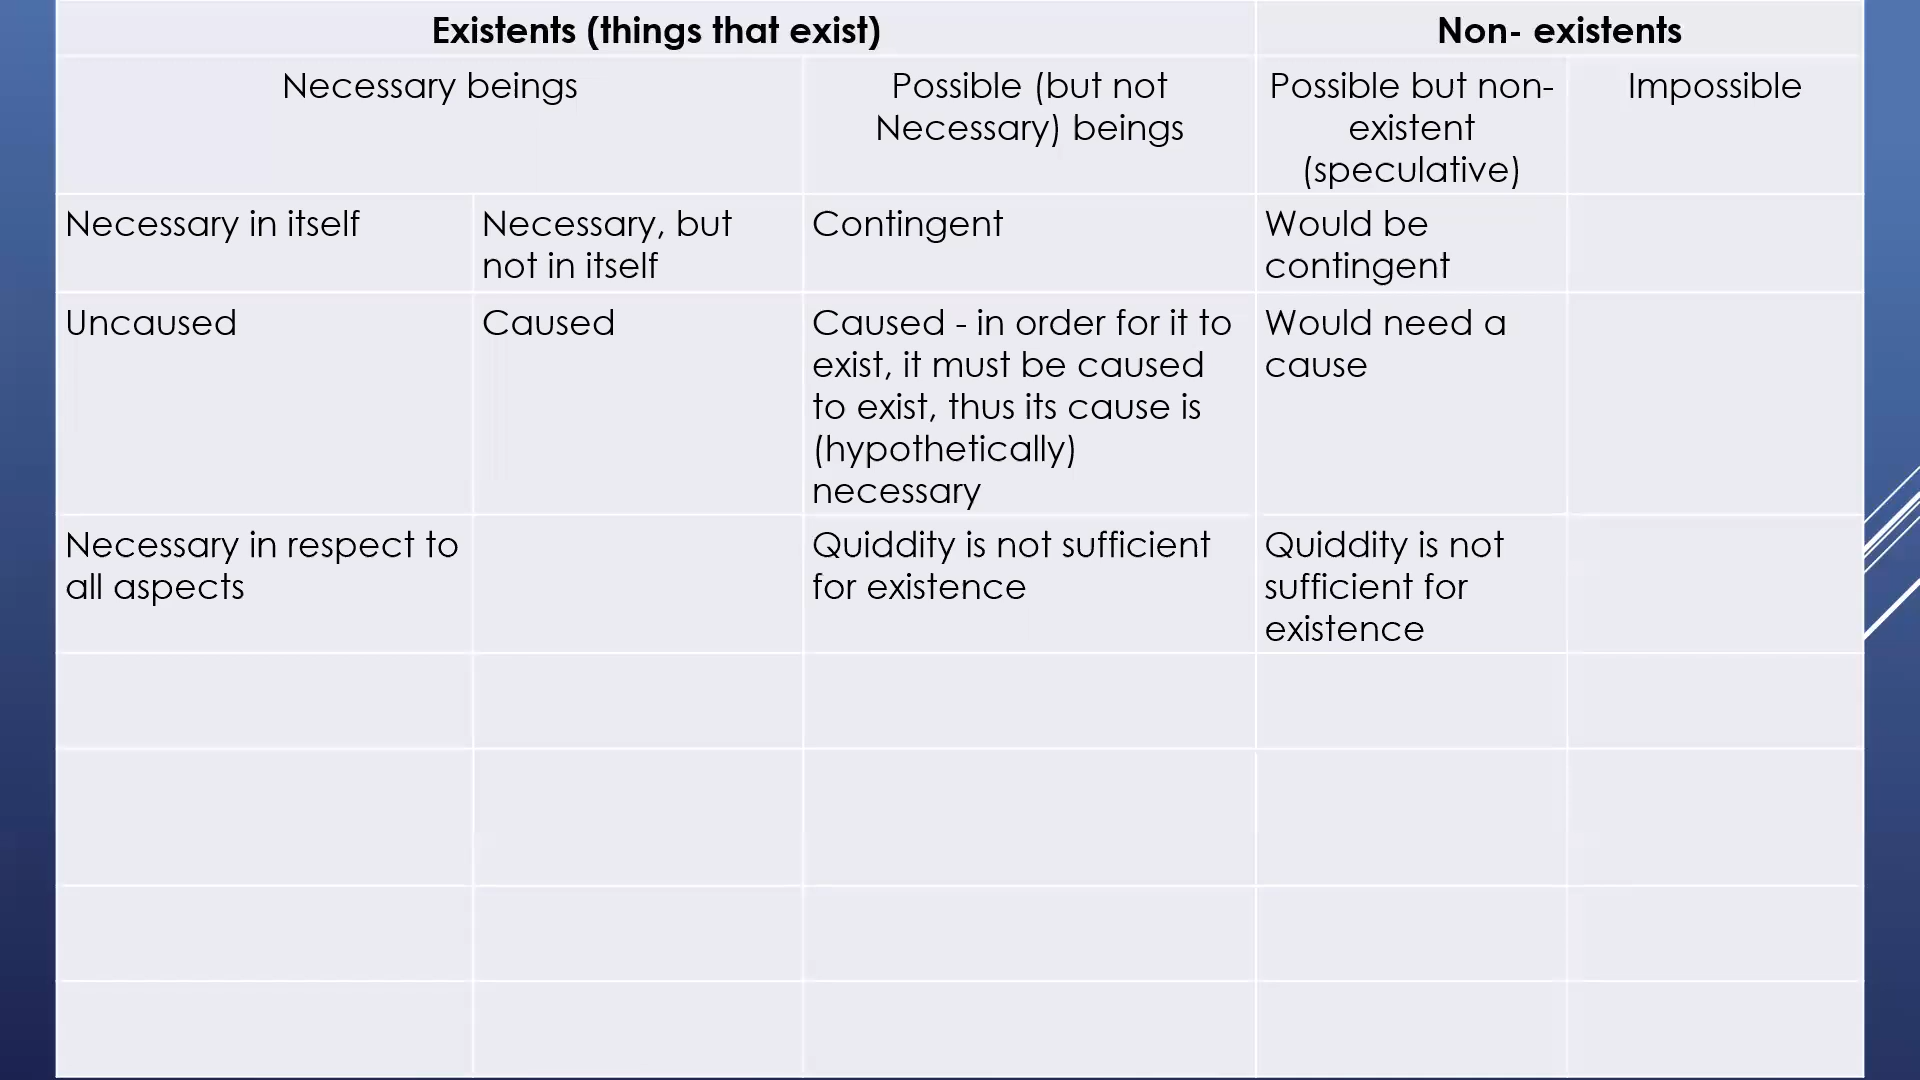 Existents (things that exist)
Non- existents
Necessary beings
Possible (but not
Necessary) beings
Possible but non-
existent
(speculative)
Impossible
Necessary in itself
Necessary, but
not in itself
Contingent
Would be
contingent
Uncaused
Caused
Caused - in order for it to
exist, it must be caused
to exist, thus its cause is
(hypothetically)
necessary
Would need a
cause
Necessary in respect to
all aspects
Quiddity is not sufficient
for existence
Quiddity is not
sufficient for
existence